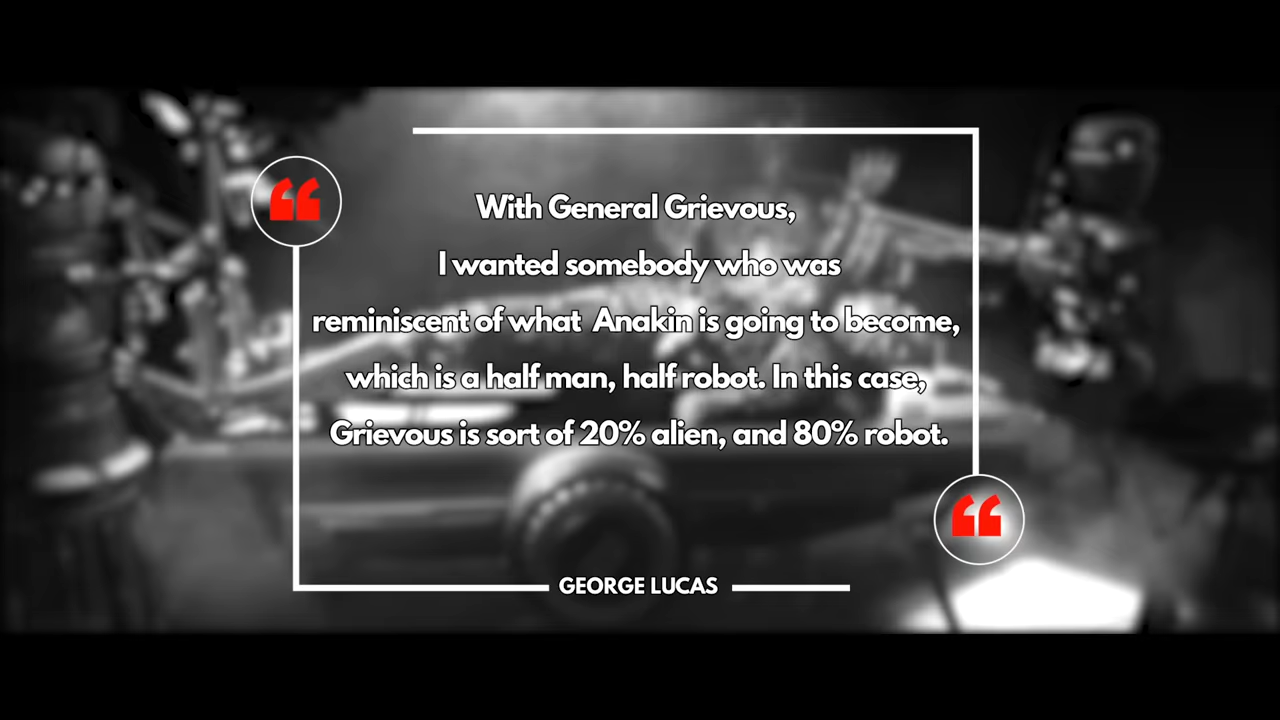 With General Grievous,
I wanted somebody who was
reminiscent of what Anakin is going to become,
which is a half man, half robot. In this case,
Grievous is sort of 20% alien, and 80% robot.
GEORGE LUCAS